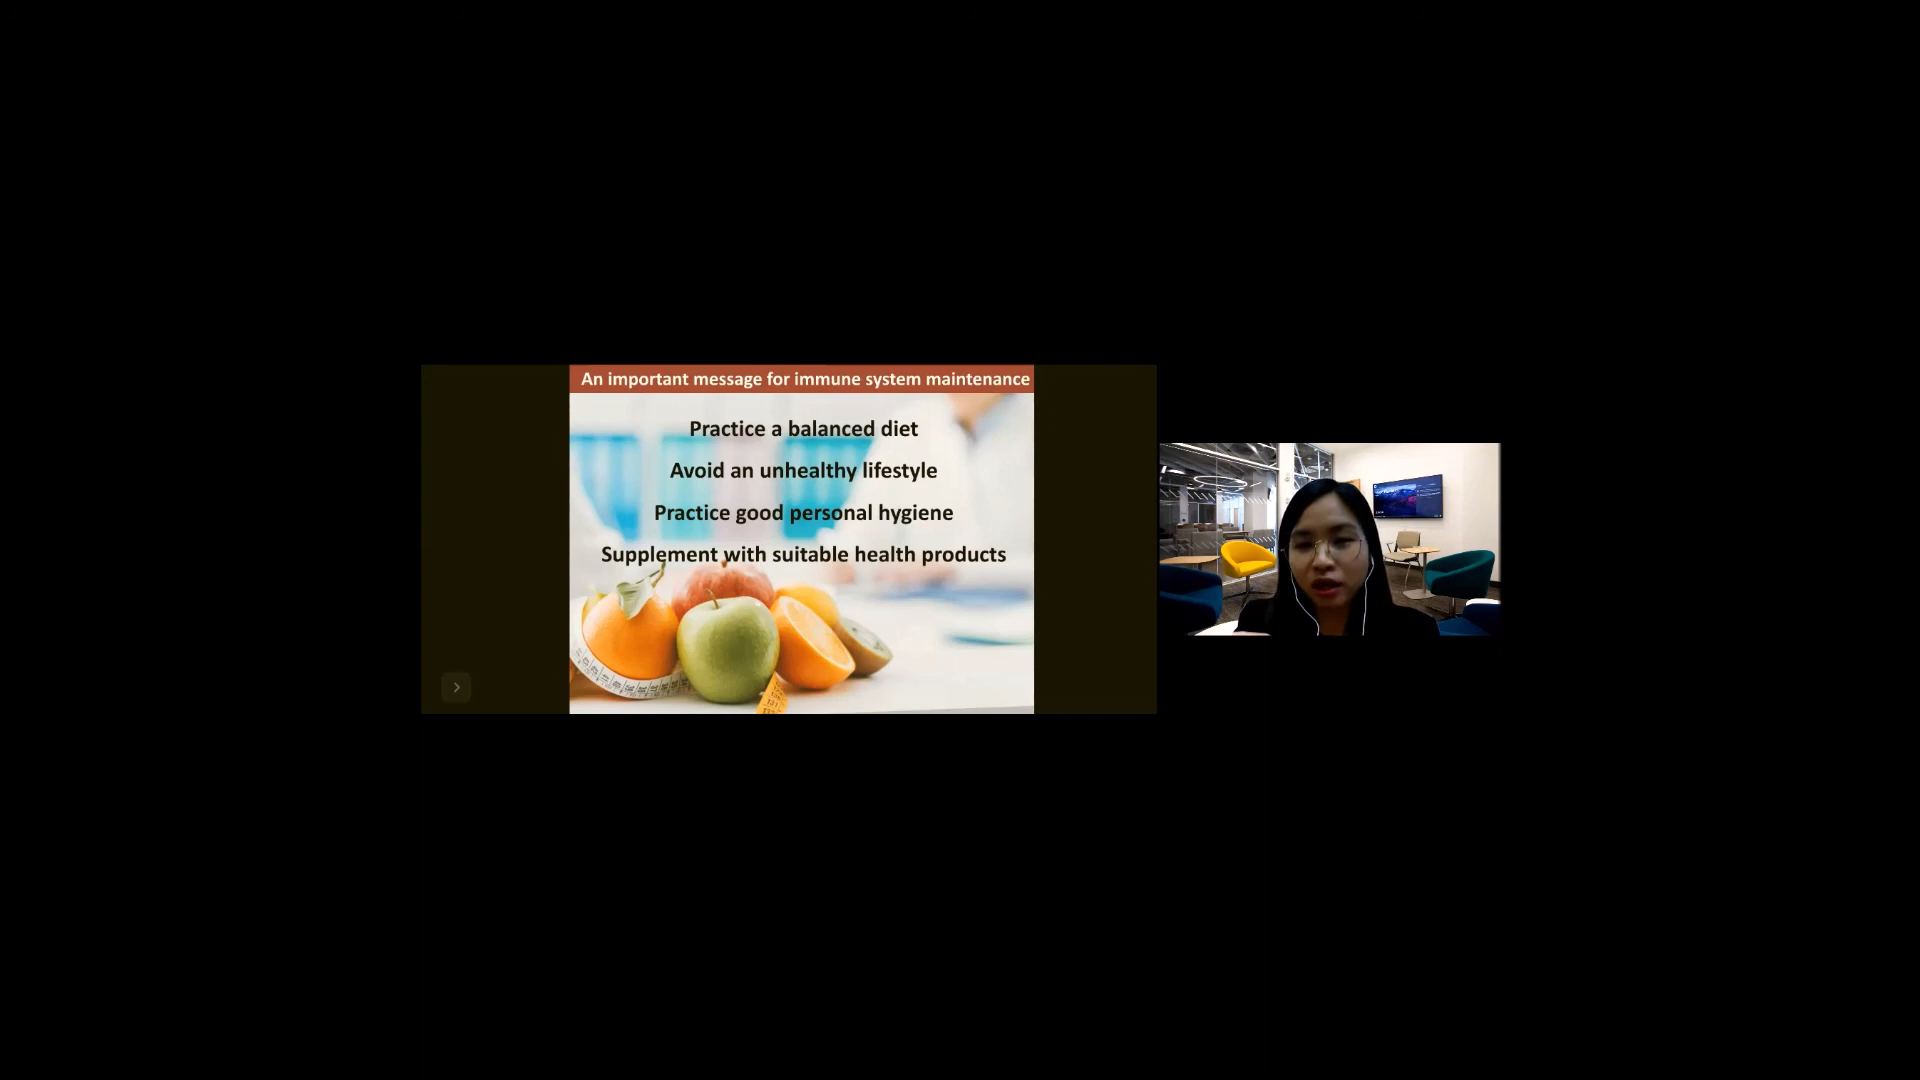 An important message for immune system maintenance
Practice a balanced diet
Avoid an unhealthy lifestyle
Practice good personal hygiene
Supplement with suitable health products